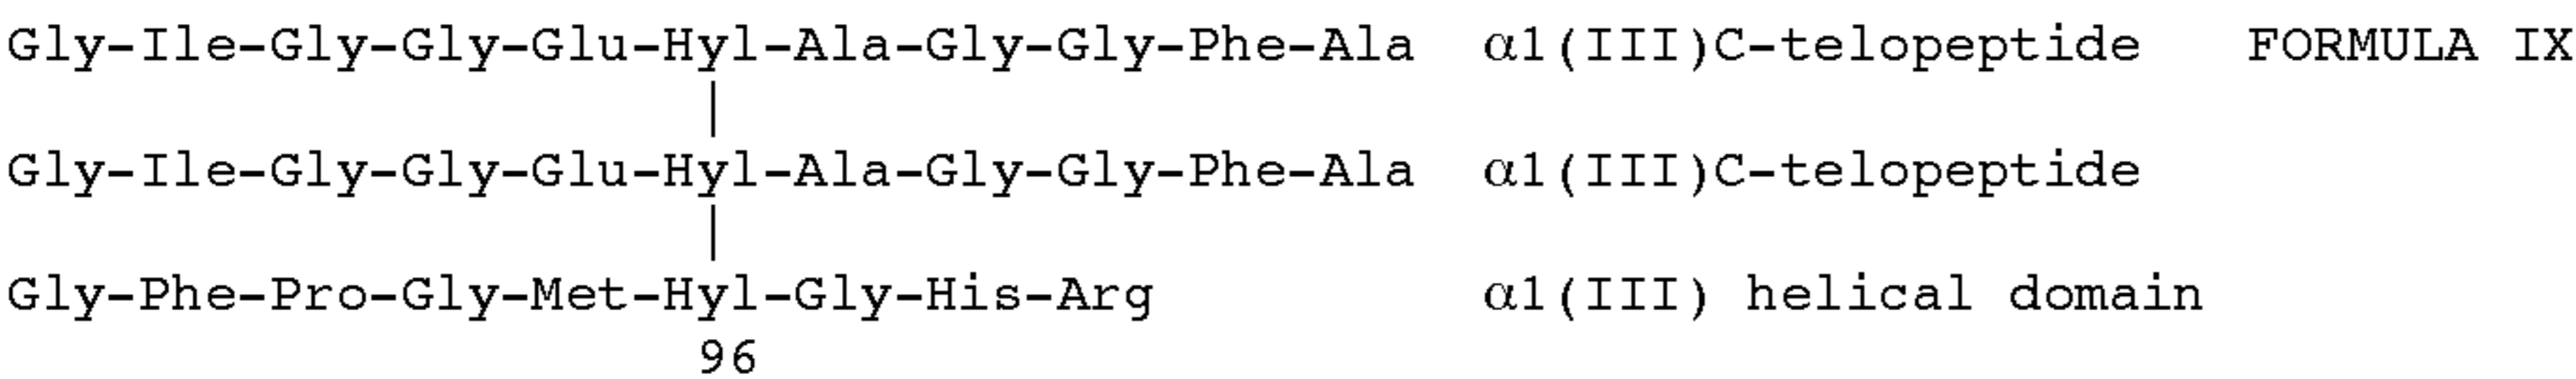 Gly-Ile-Gly-Gly-Glu-Hyl-Ala-Gly-Gly-Phe-Ala α1(III)C-telopeptide FORMULA IX
Gly-Ile-Gly-Gly-Glu-Hyl-Ala-Gly-Gly-Phe-Ala α1(III)C-telopeptide
Gly-Phe-Pro-Gly-Met-Hyl-Gly-His-Arg α1(III) helical domain
96